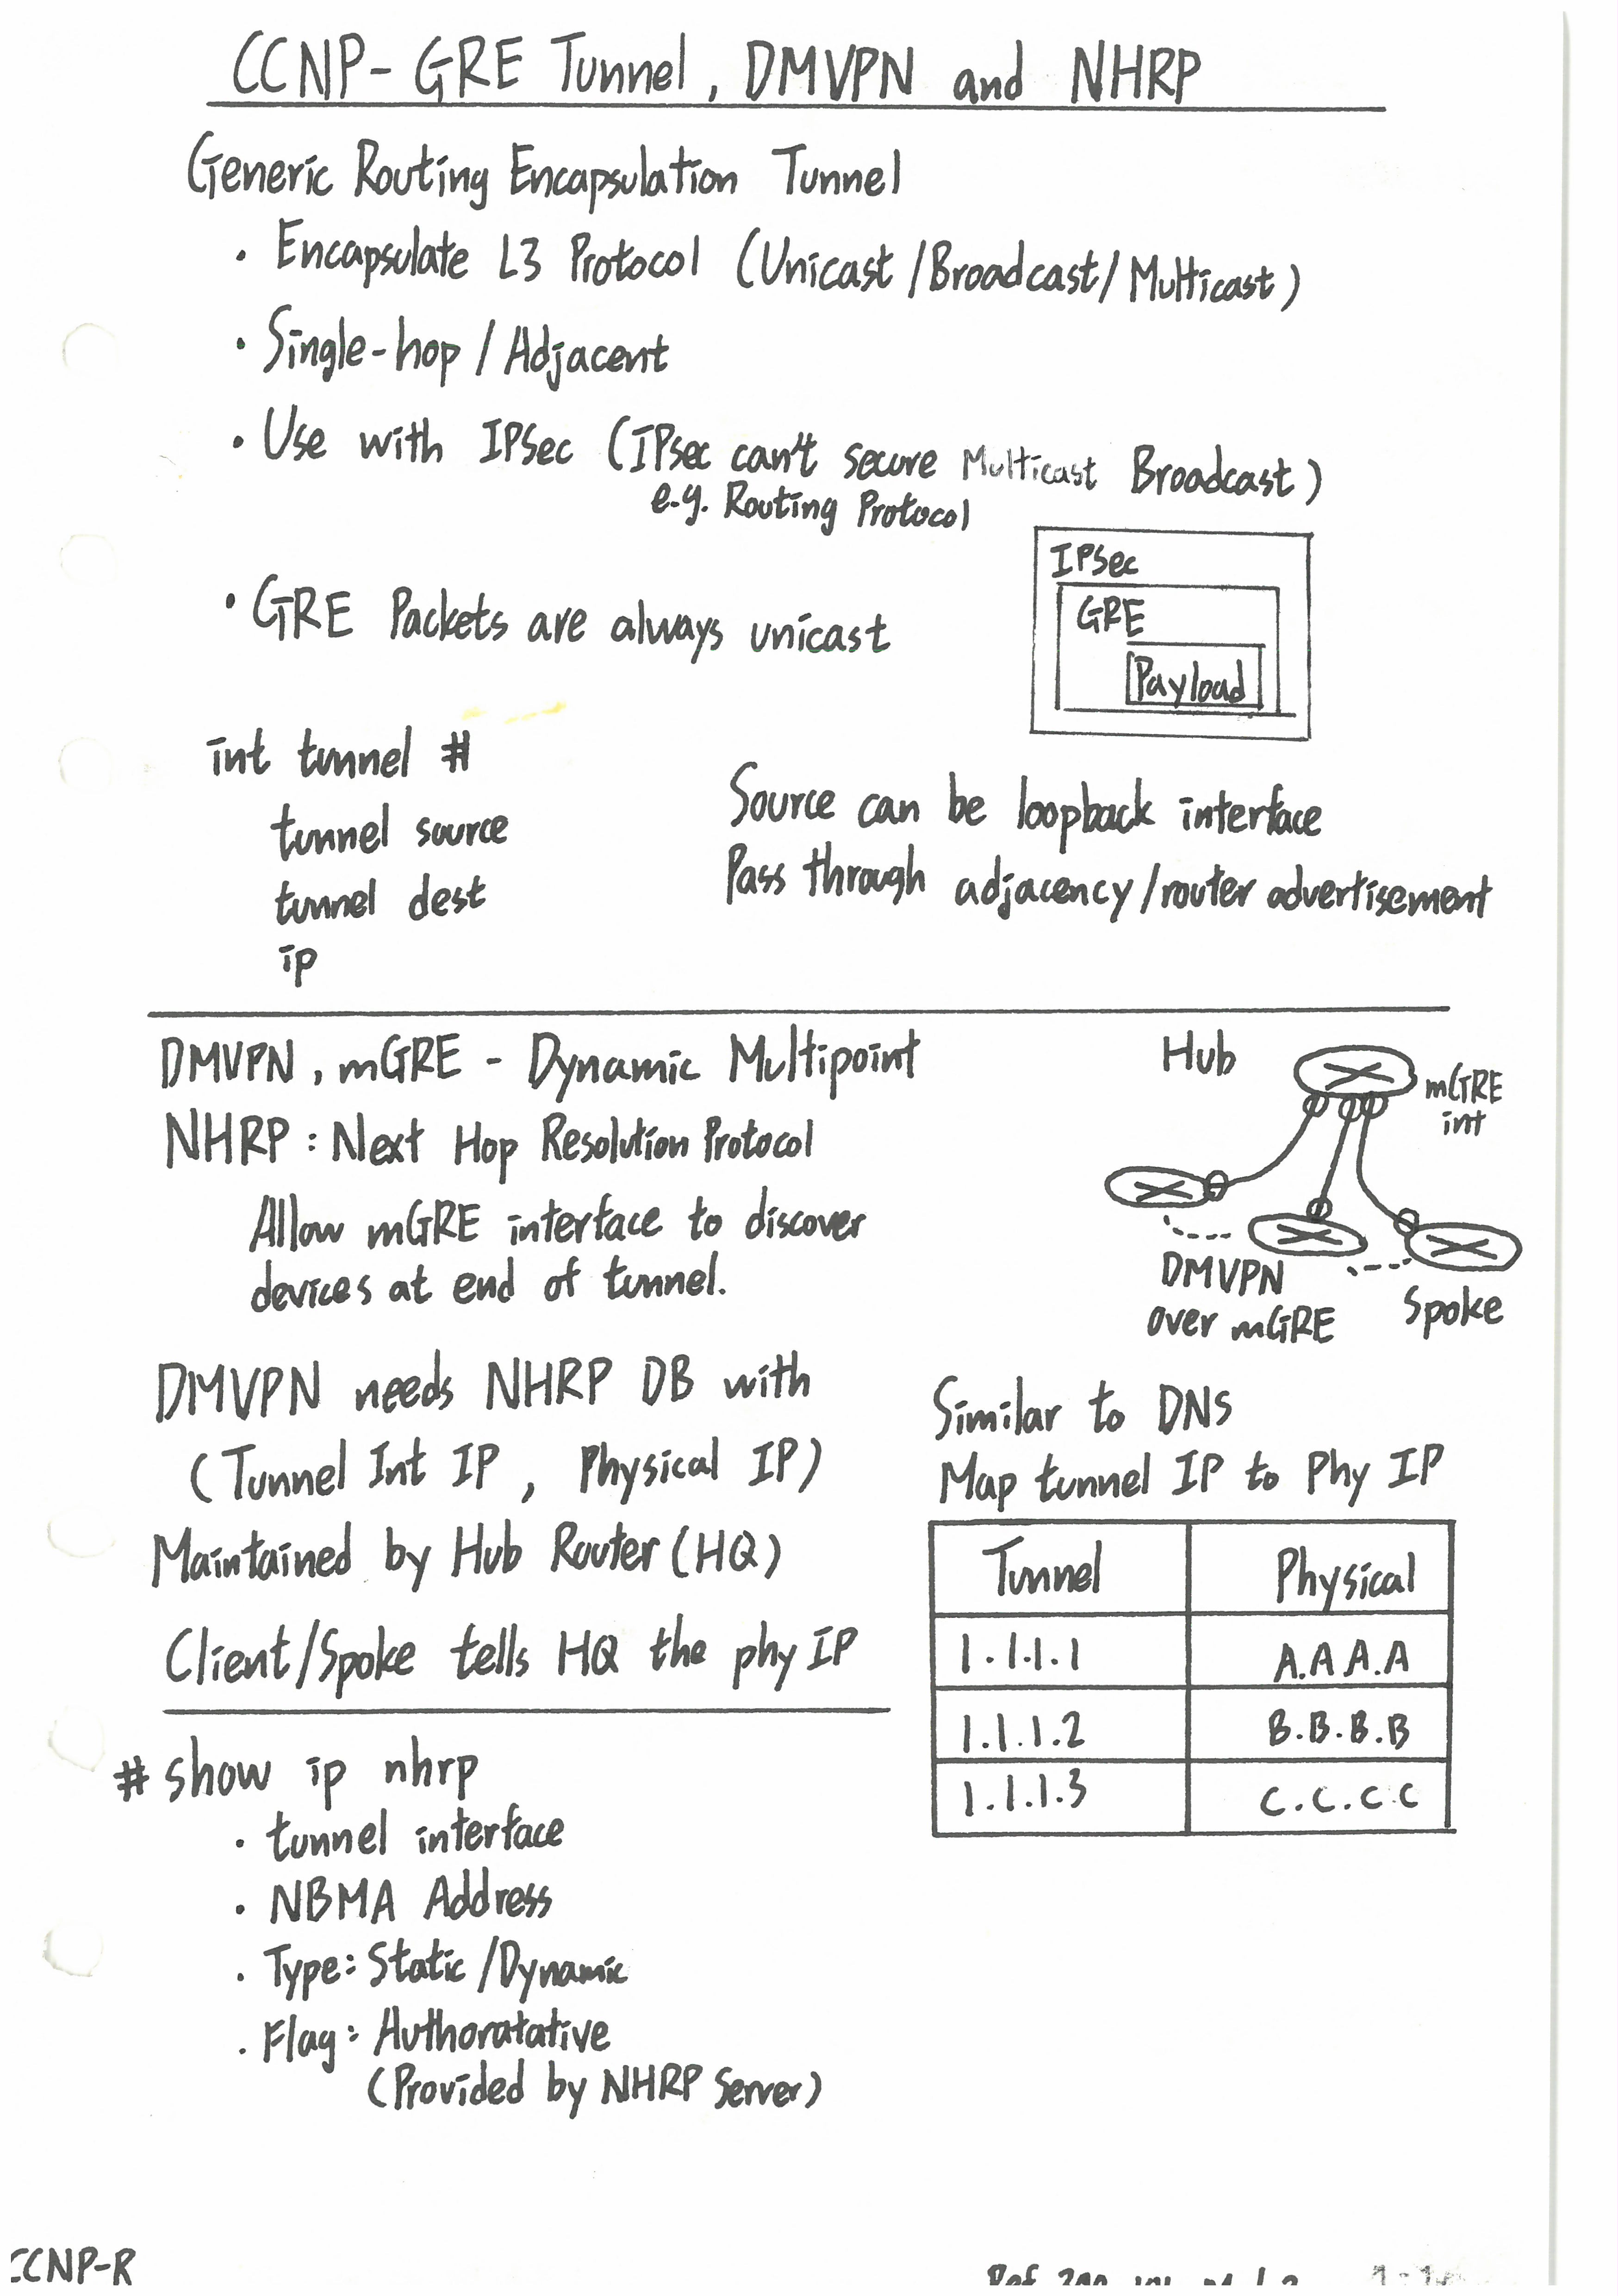 CCNP - GRE Tunnel, DMVPN and NHRP
Generic Routing Encapsulation Tunnel
· Encapsulate L3 Protocol (Unicast/Broadcast/Multicast)
· Single-hop / Adjacent
· Use with IPSec (IPsec can't secure Multicast Broadcast)
e.g. Routing Protocol
IPSec
GRE
Payload
· GRE Packets are always unicast
int tunnel #
tunnel source
tunnel dest
ip
Source can be loopback interface
Pass through adjacency/router advertisement
DMVPN, mGRE - Dynamic Multipoint
NHRP : Next Hop Resolution Protocol
Allow mGRE interface to discover
devices at end of tunnel.
Hub
mGRE
int
DMVPN
over mGRE
Spoke
DMVPN needs NHRP DB with
(Tunnel Int IP, Physical IP)
Maintained by Hub Router (HQ)
Client/Spoke tells HQ the phy IP
Similar to DNS
Map tunnel IP to Phy IP
Tunnel Physical
1.1.1.1 A.A.A.A
1.1.1.2 B.B.B.B
1.1.1.3 C.C.C.C
# show ip nhrp
· tunnel interface
· NBMA Address
· Type: Static/Dynamic
· Flag: Authoratative
(Provided by NHRP Server)
CCNP-R